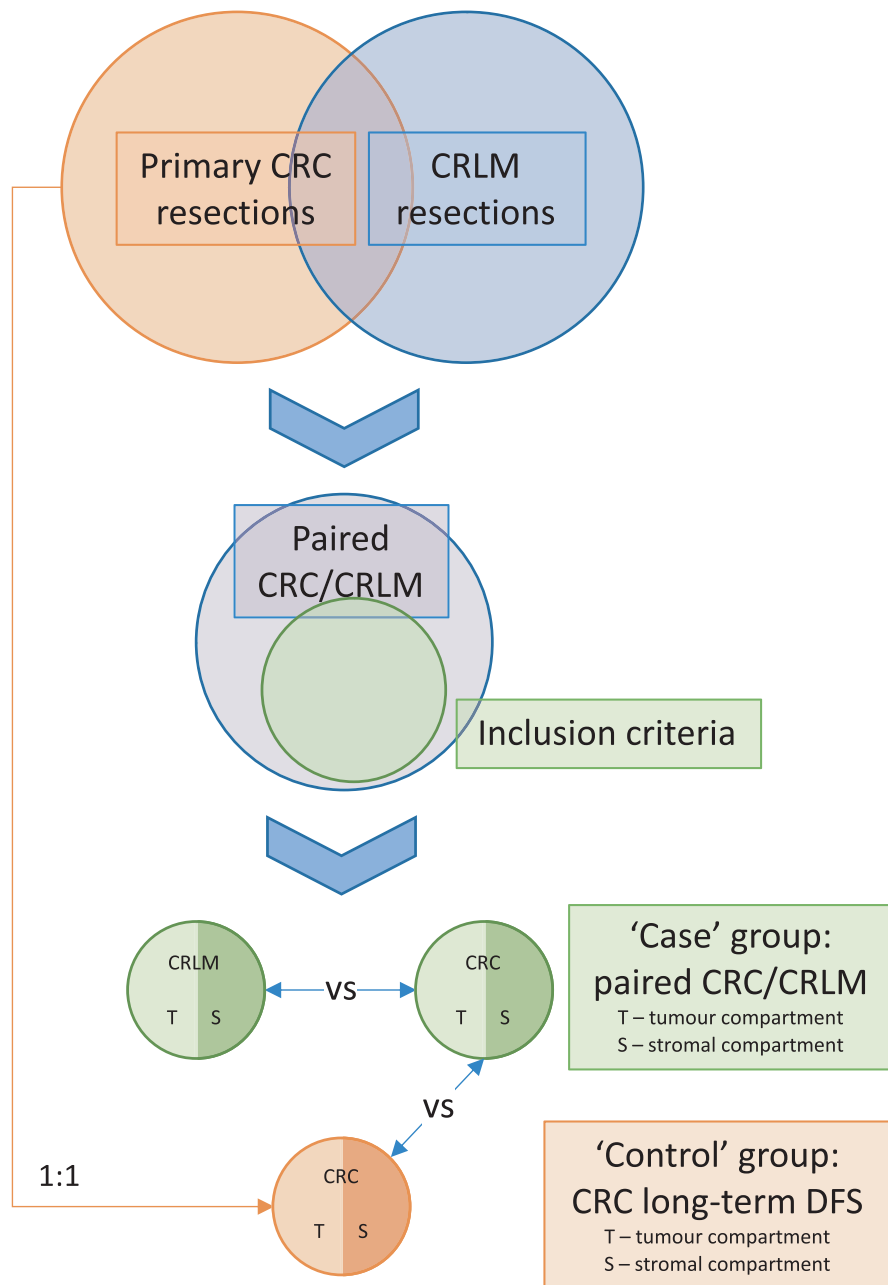 Primary CRC
resections
CRLM
resections
Paired
CRC/CRLM
Inclusion criteria
CRLM
T S
vs
CRC
T S
‘Case’ group:
paired CRC/CRLM
T – tumour compartment
S – stromal compartment
vs
1:1
CRC
T S
‘Control’ group:
CRC long-term DFS
T – tumour compartment
S – stromal compartment